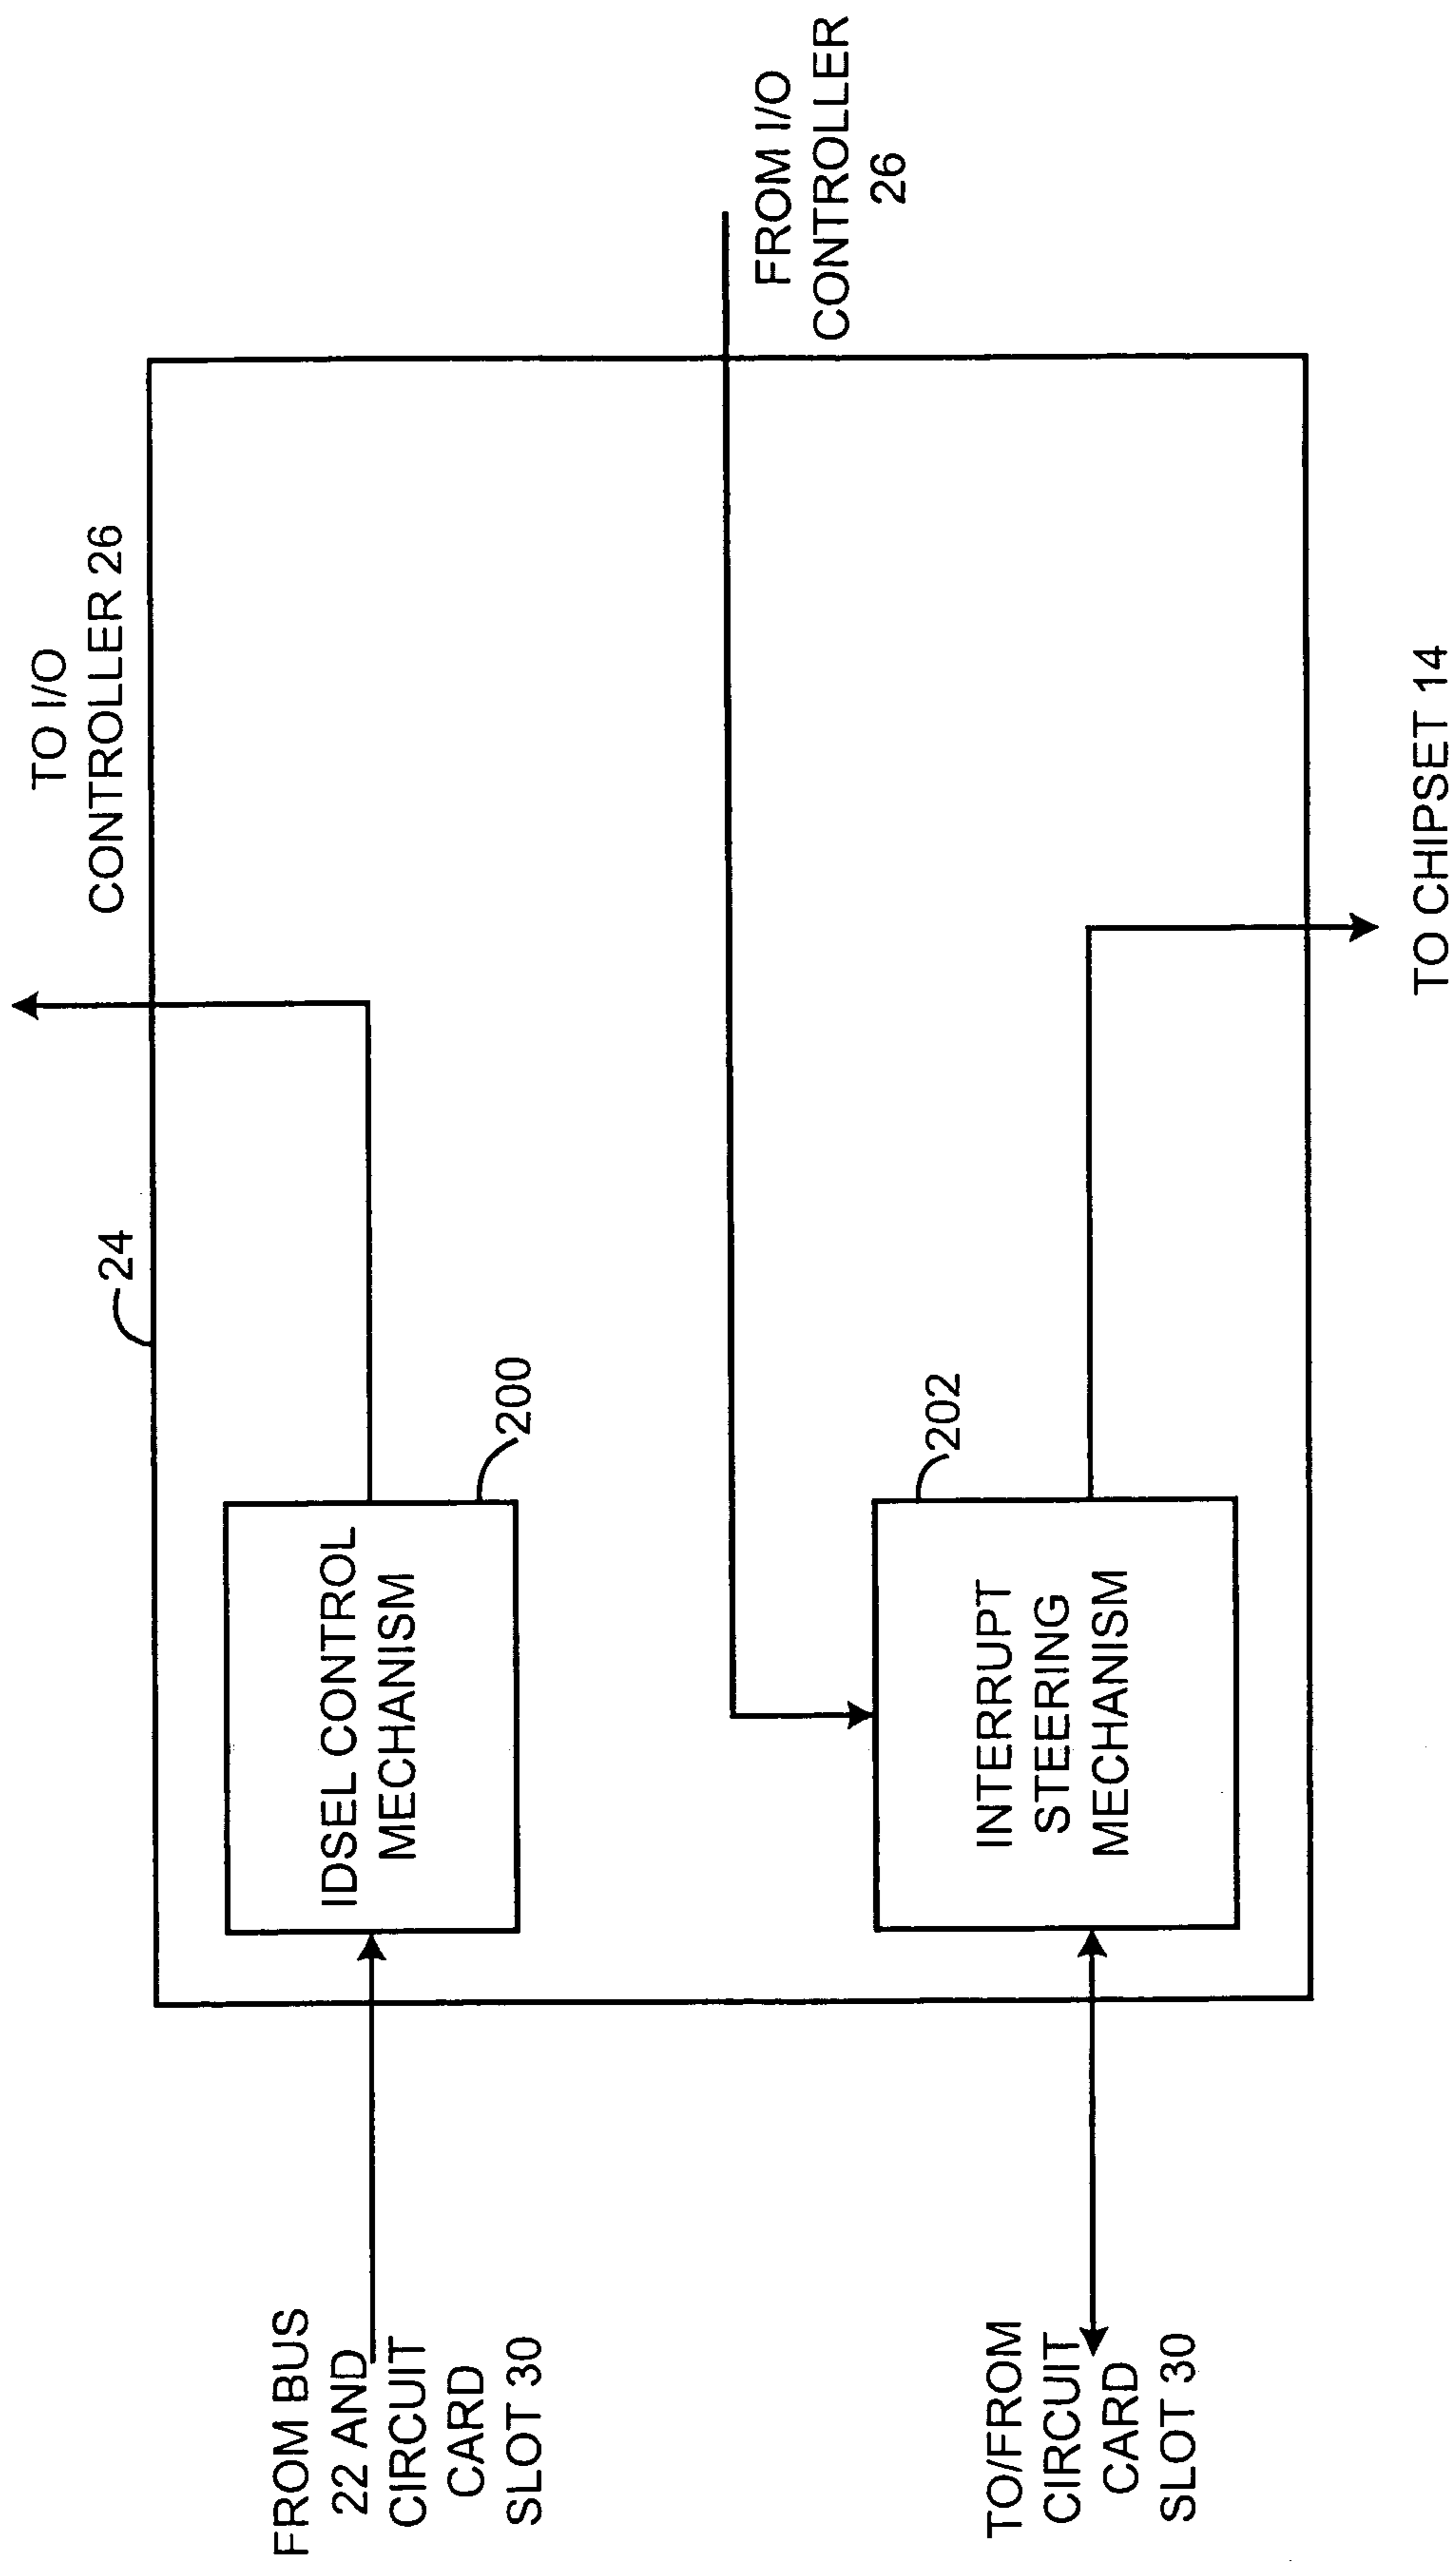 TO I/O
CONTROLLER 26
24
FROM BUS
22 AND
CIRCUIT
CARD
SLOT 30
IDSEL CONTROL
MECHANISM
200
FROM I/O
CONTROLLER
26
202
INTERRUPT
STEERING
MECHANISM
TO/FROM
CIRCUIT
CARD
SLOT 30
TO CHIPSET 14